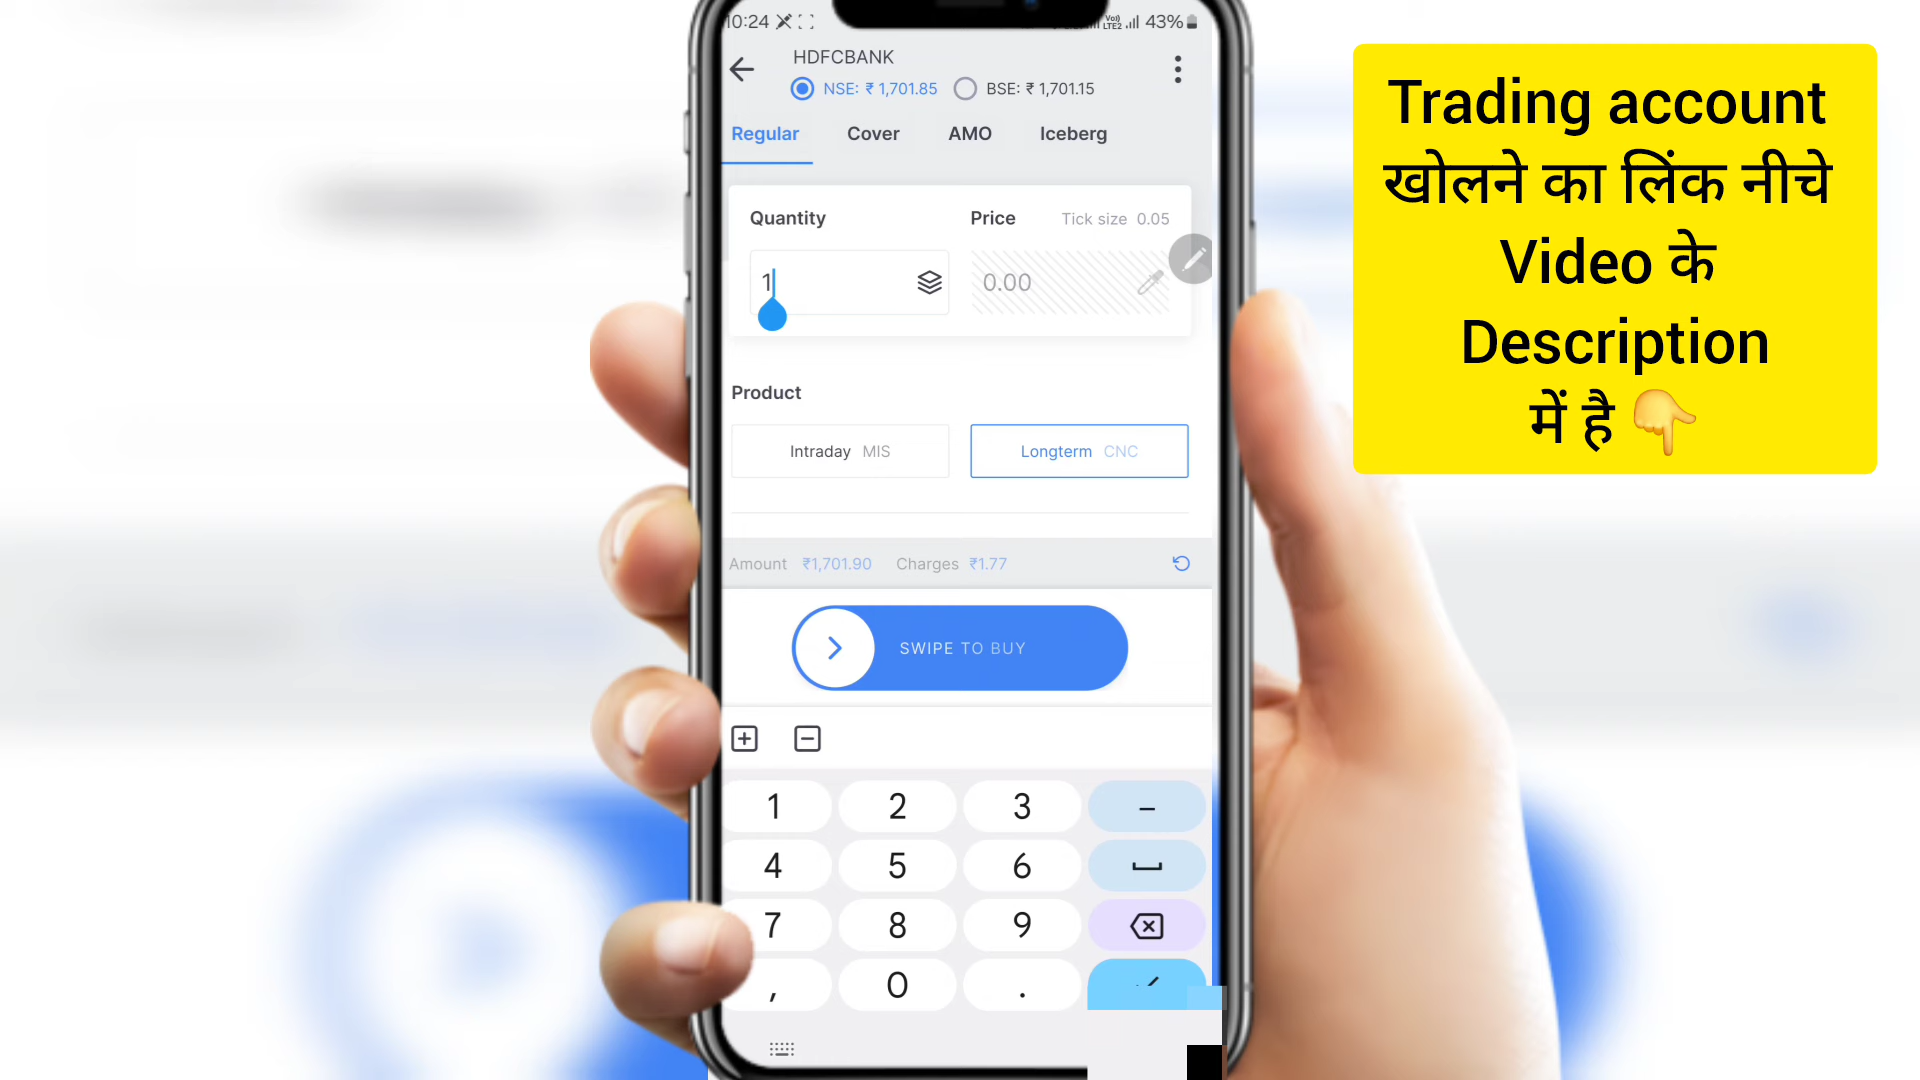 10:24 43%
HDFCBANK
NSE: ₹ 1,701.85 BSE: ₹ 1,701.15
Regular Cover AMO Iceberg
Quantity Price Tick size 0.05
1 0.00
Product
Intraday MIS Longterm CNC
Amount ₹1,701.90 Charges ₹1.77
SWIPE TO BUY
1 2 3 –
4 5 6
7 8 9
, 0 .
Trading account
खोलने का लिंक नीचे
Video के
Description
में है 👇